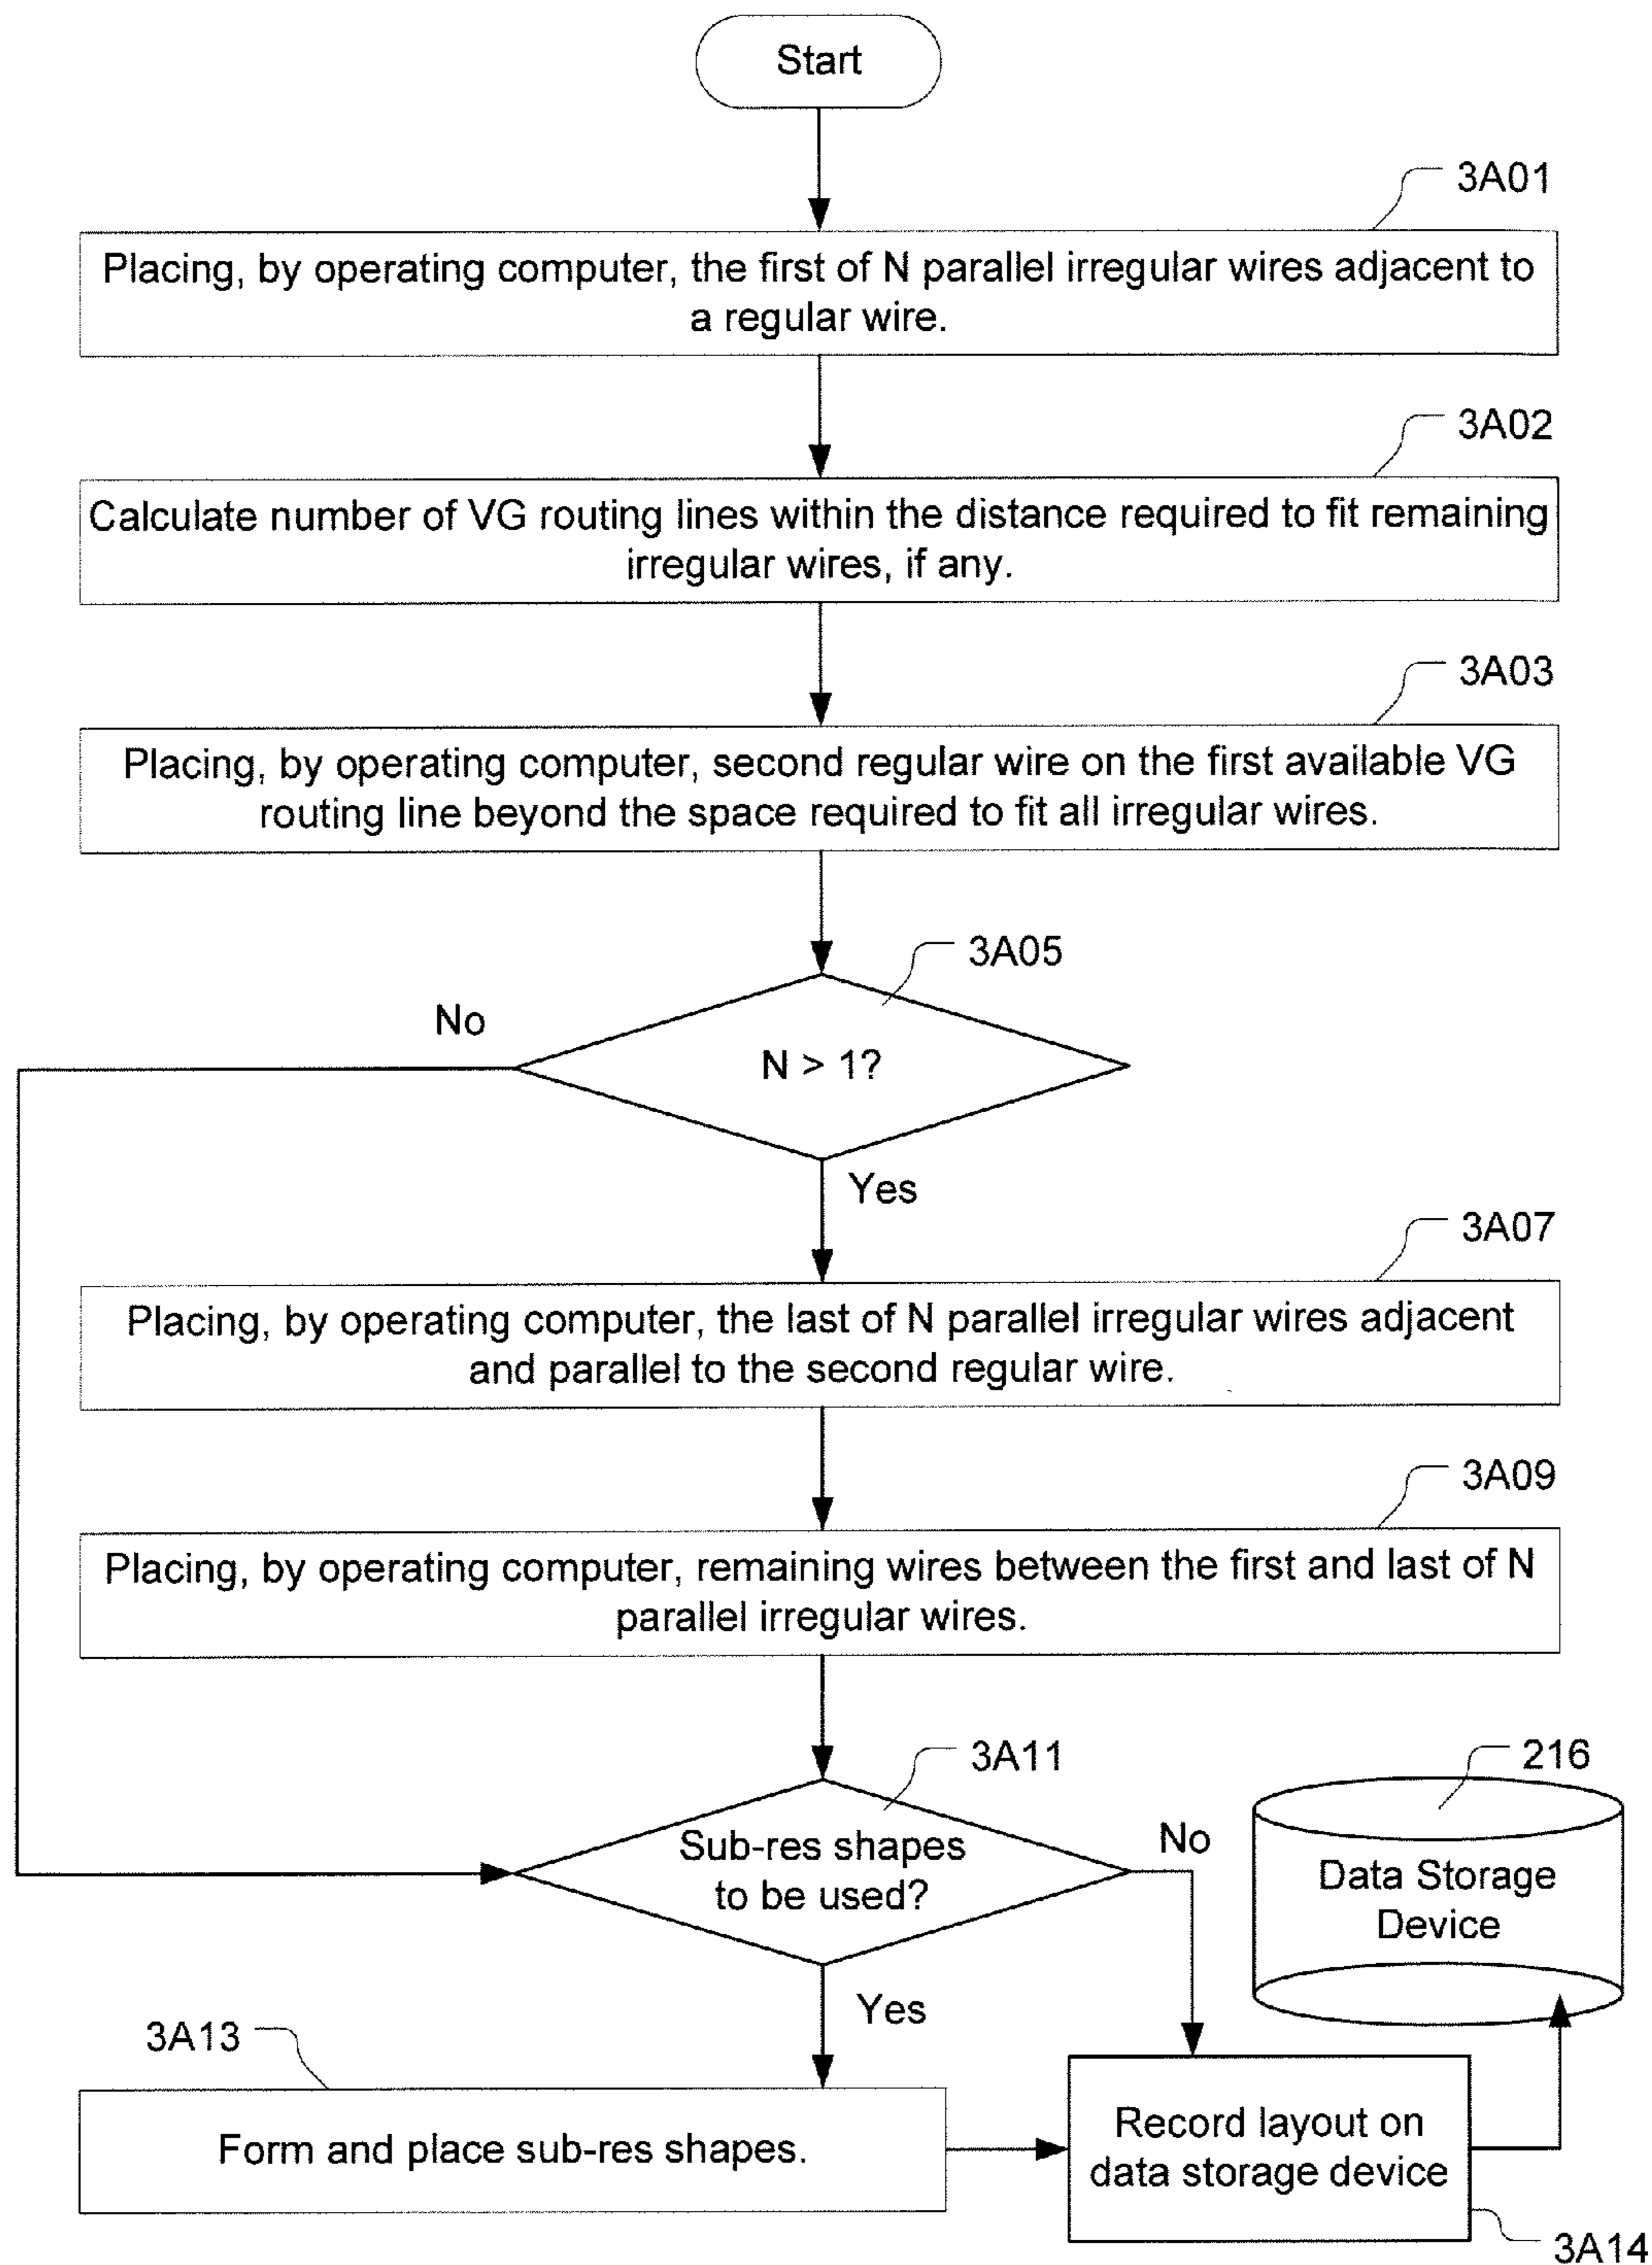 Start
3A01
Placing, by operating computer, the first of N parallel irregular wires adjacent to
a regular wire.
3A02
Calculate number of VG routing lines within the distance required to fit remaining
irregular wires, if any.
3A03
Placing, by operating computer, second regular wire on the first available VG
routing line beyond the space required to fit all irregular wires.
3A05
No
N > 1?
Yes
3A07
Placing, by operating computer, the last of N parallel irregular wires adjacent
and parallel to the second regular wire.
3A09
Placing, by operating computer, remaining wires between the first and last of N
parallel irregular wires.
3A11
216
Sub-res shapes
to be used?
No
Data Storage
Device
Yes
3A13
Form and place sub-res shapes.
Record layout on
data storage device
3A14